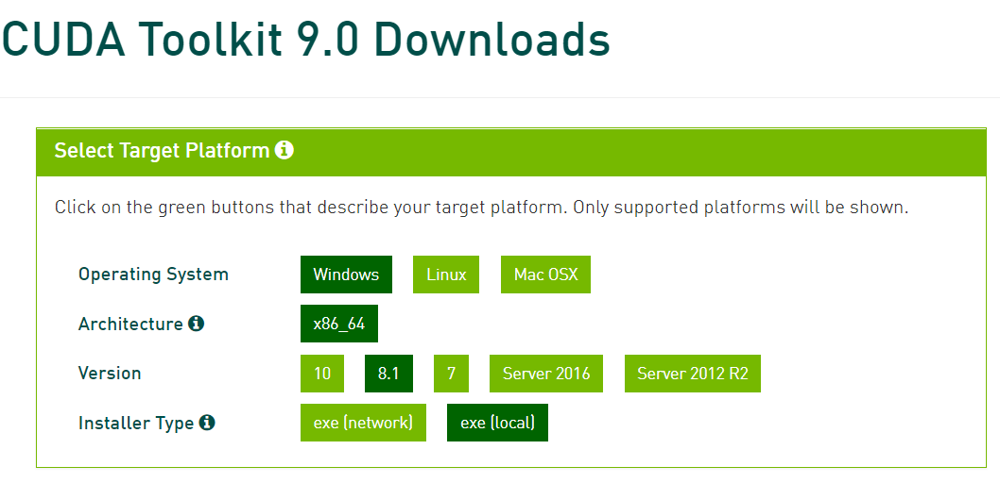 CUDA Toolkit 9.0 Downloads
Select Target Platform
Click on the green buttons that describe your target platform. Only supported platforms will be shown.
Operating System Windows Linux Mac OSX
Architecture x86_64
Version 10 8.1 7 Server 2016 Server 2012 R2
Installer Type exe (network) exe (local)